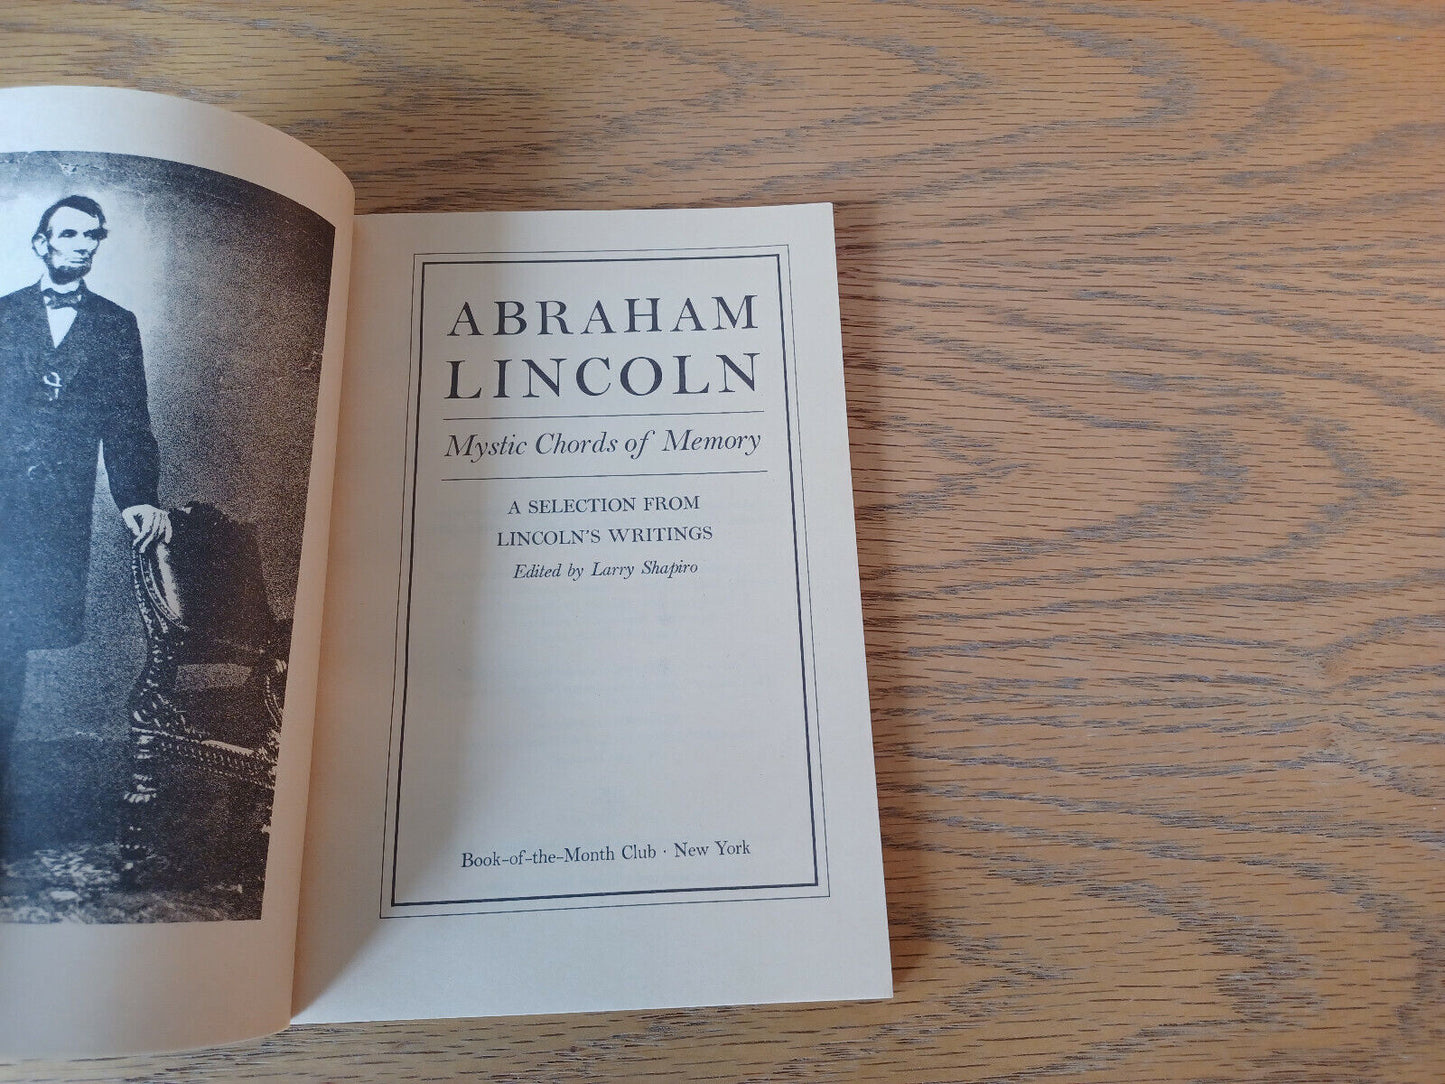 ABRAHAM
LINCOLN
Mystic Chords of Memory
A SELECTION FROM
LINCOLN'S WRITINGS
Edited by Larry Shapiro
Book-of-the-Month Club · New York